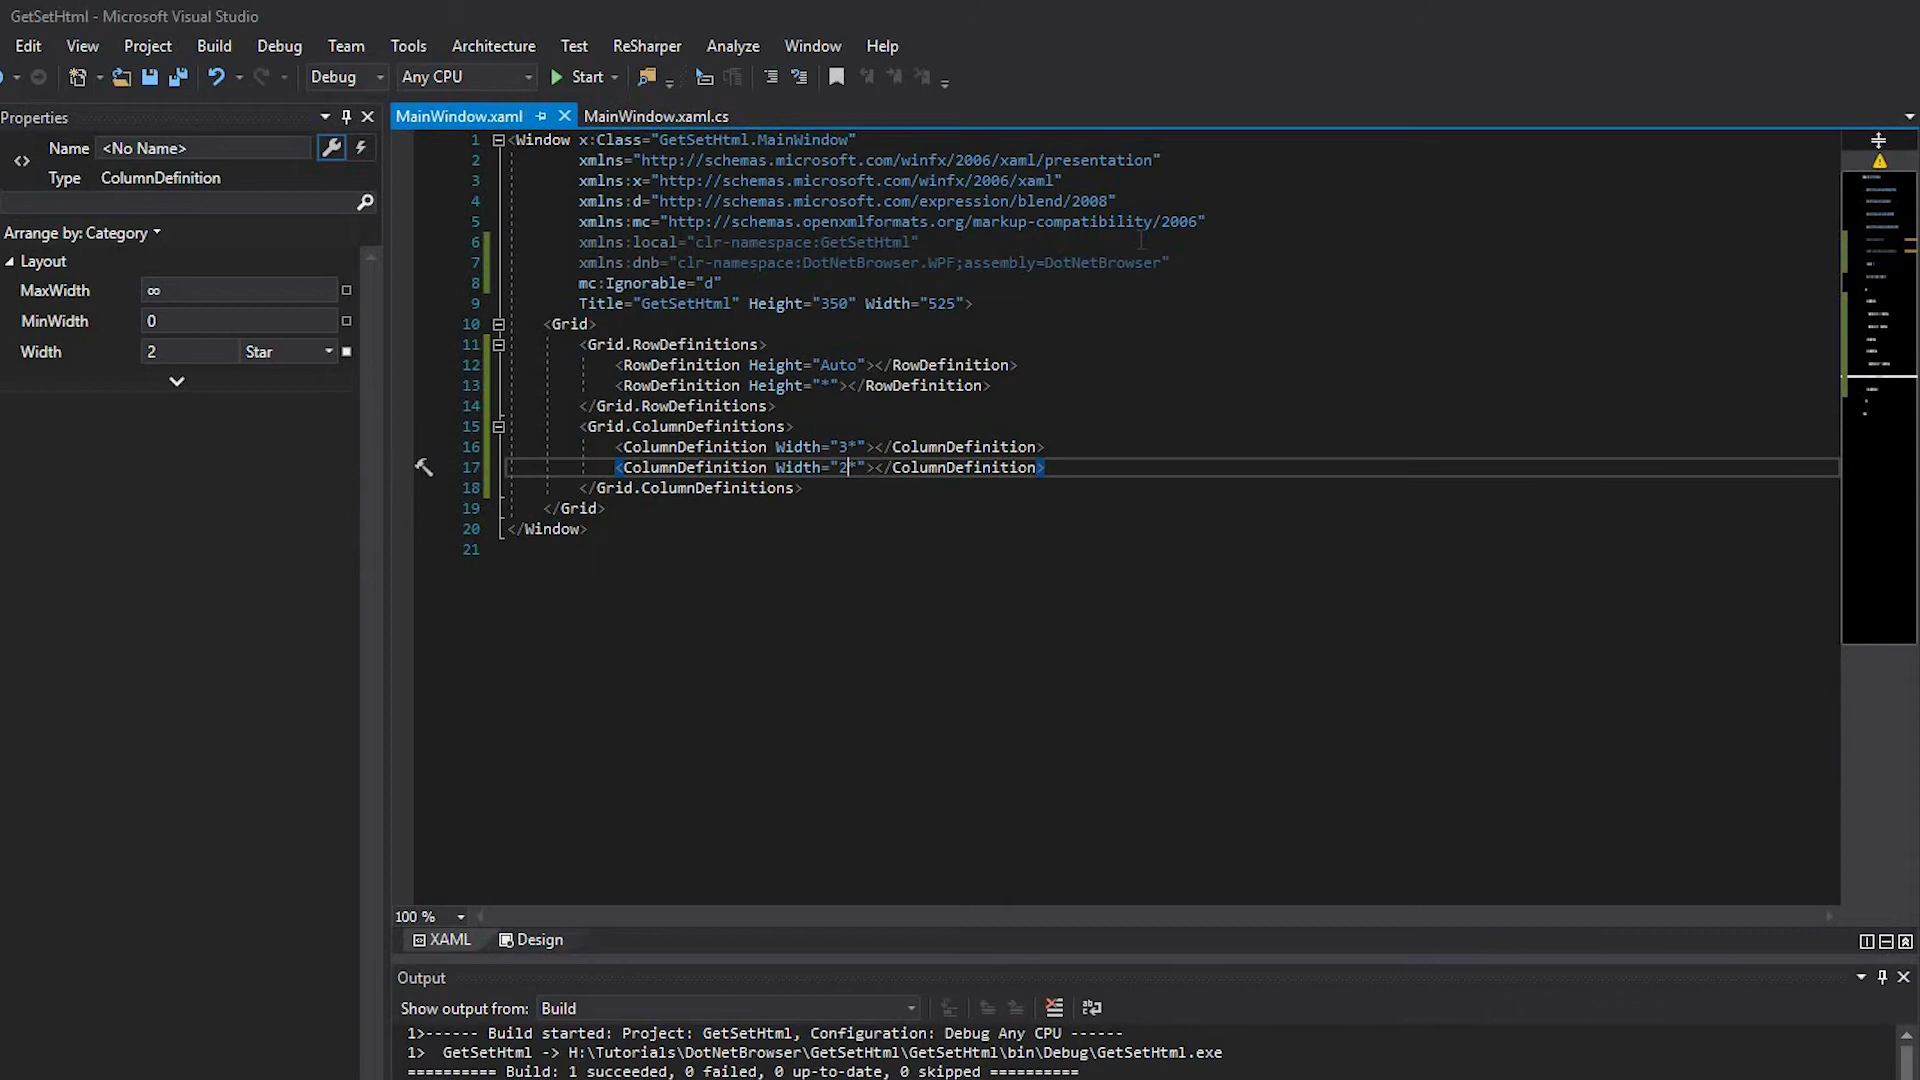 GetSetHtml - Microsoft Visual Studio
Edit View Project Build Debug Team Tools Architecture Test ReSharper Analyze Window Help
Debug Any CPU Start
Properties
MainWindow.xaml MainWindow.xaml.cs
Name <No Name>
Type ColumnDefinition
Arrange by: Category
Layout
MaxWidth ∞
MinWidth 0
Width 2 Star
1 <Window x:Class="GetSetHtml.MainWindow"
2 xmlns="http://schemas.microsoft.com/winfx/2006/xaml/presentation"
3 xmlns:x="http://schemas.microsoft.com/winfx/2006/xaml"
4 xmlns:d="http://schemas.microsoft.com/expression/blend/2008"
5 xmlns:mc="http://schemas.openxmlformats.org/markup-compatibility/2006"
6 xmlns:local="clr-namespace:GetSetHtml"
7 xmlns:dnb="clr-namespace:DotNetBrowser.WPF;assembly=DotNetBrowser"
8 mc:Ignorable="d"
9 Title="GetSetHtml" Height="350" Width="525">
10 <Grid>
11 <Grid.RowDefinitions>
12 <RowDefinition Height="Auto"></RowDefinition>
13 <RowDefinition Height="*"></RowDefinition>
14 </Grid.RowDefinitions>
15 <Grid.ColumnDefinitions>
16 <ColumnDefinition Width="3*"></ColumnDefinition>
17 <ColumnDefinition Width="2*"></ColumnDefinition>
18 </Grid.ColumnDefinitions>
19 </Grid>
20 </Window>
21
100 %
XAML Design
Output
Show output from: Build
1>------ Build started: Project: GetSetHtml, Configuration: Debug Any CPU ------
1> GetSetHtml -> H:\Tutorials\DotNetBrowser\GetSetHtml\GetSetHtml\bin\Debug\GetSetHtml.exe
========== Build: 1 succeeded, 0 failed, 0 up-to-date, 0 skipped ==========